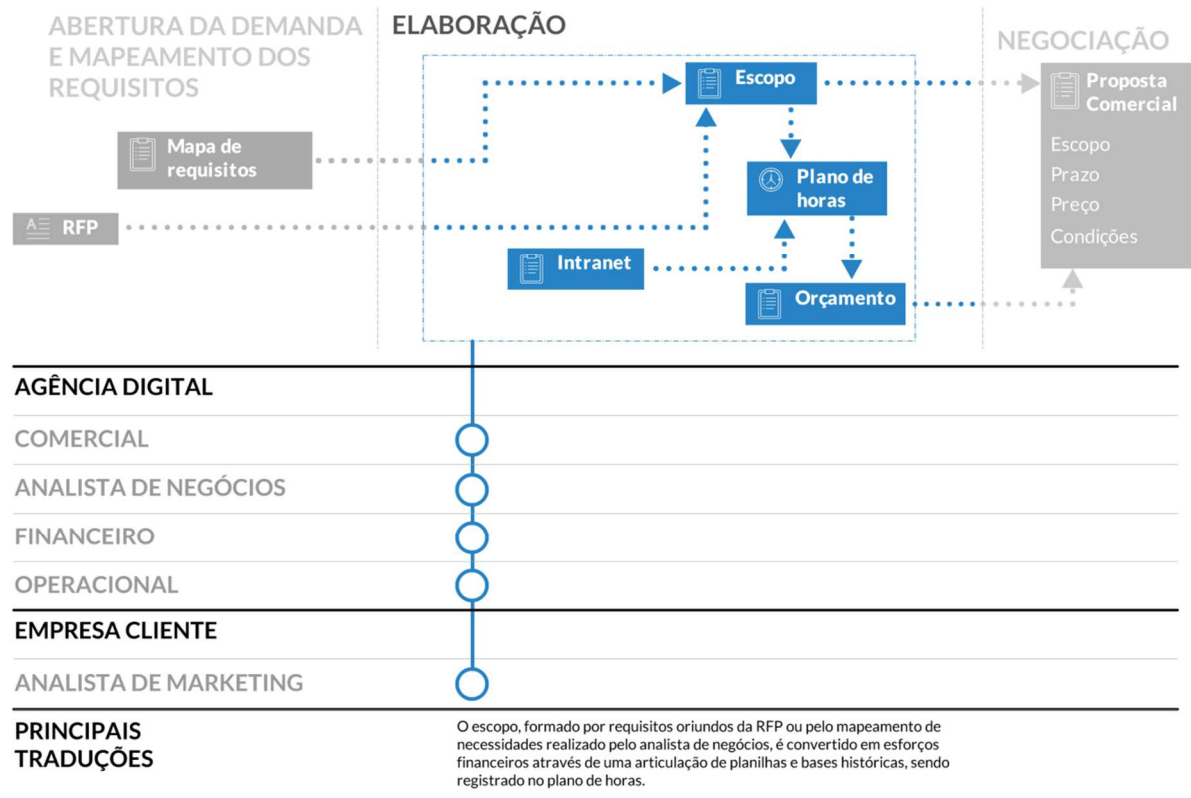 ABERTURA DA DEMANDA
E MAPEAMENTO DOS
REQUISITOS
ELABORAÇÃO
NEGOCIAÇÃO
Mapa de
requisitos
A
RFP
Escopo
Plano de
horas
Intranet
Orçamento
Proposta
Comercial
Escopo
Prazo
Preço
Condições
AGÊNCIA DIGITAL
COMERCIAL
ANALISTA DE NEGÓCIOS
FINANCEIRO
OPERACIONAL
EMPRESA CLIENTE
ANALISTA DE MARKETING
PRINCIPAIS
TRADUÇÕES
O escopo, formado por requisitos oriundos da RFP ou pelo mapeamento de
necessidades realizado pelo analista de negócios, é convertido em esforços
financeiros através de uma articulação de planilhas e bases históricas, sendo
registrado no plano de horas.